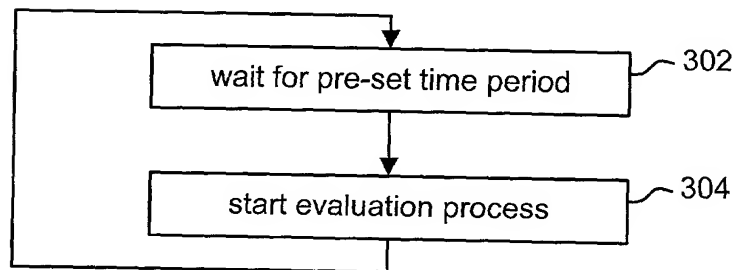 wait for pre-set time period
302
start evaluation process
304